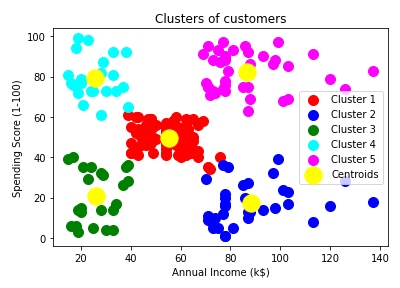 Clusters of customers
Spending Score (1-100)
100
80
60
40
20
0
Cluster 1
Cluster 2
Cluster 3
Cluster 4
Cluster 5
Centroids
20
40
60
80
100
120
140
Annual Income (k$)